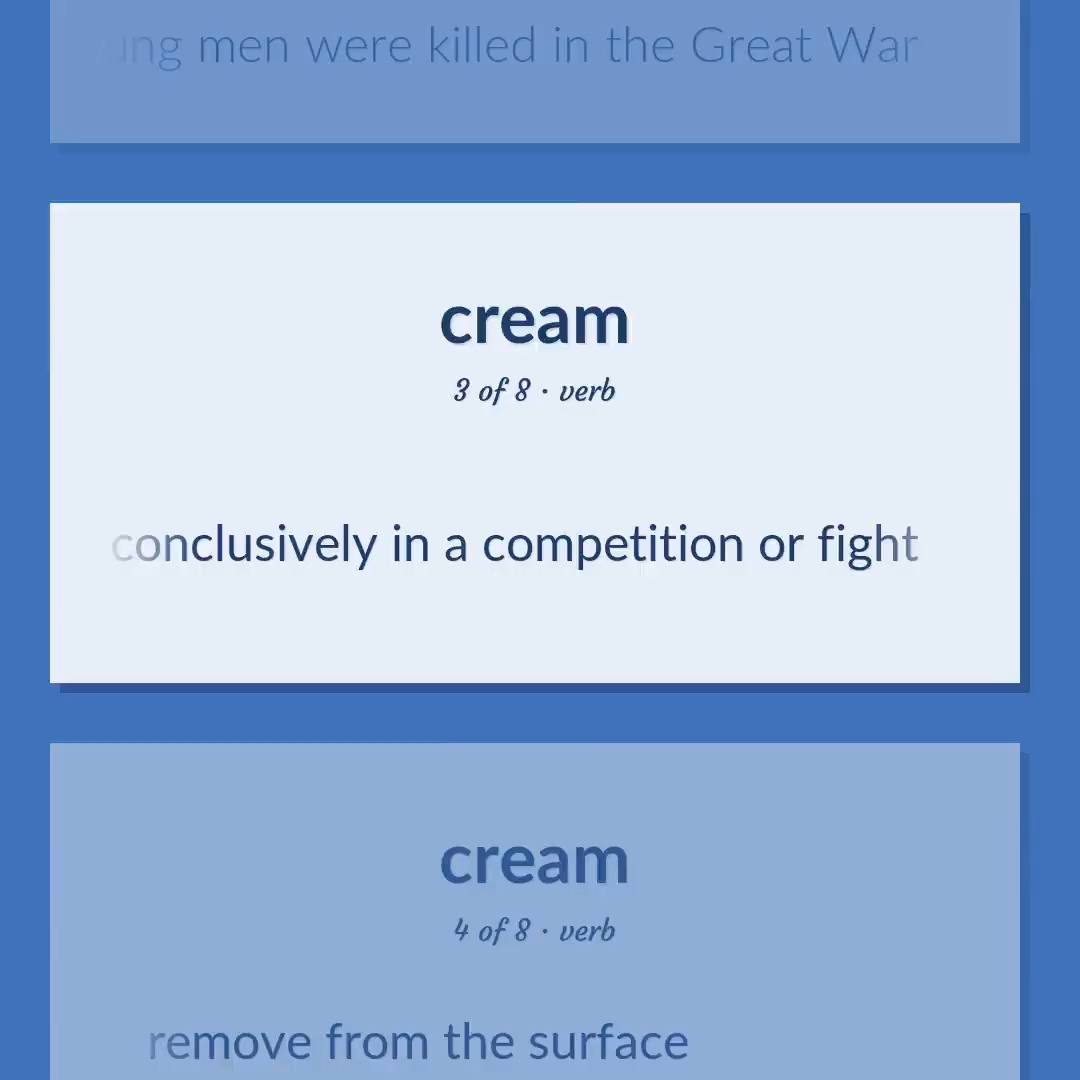 men were killed in the Great War
cream
3 of 8 · verb
conclusively in a competition or fight
cream
4 of 8 · verb
remove from the surface